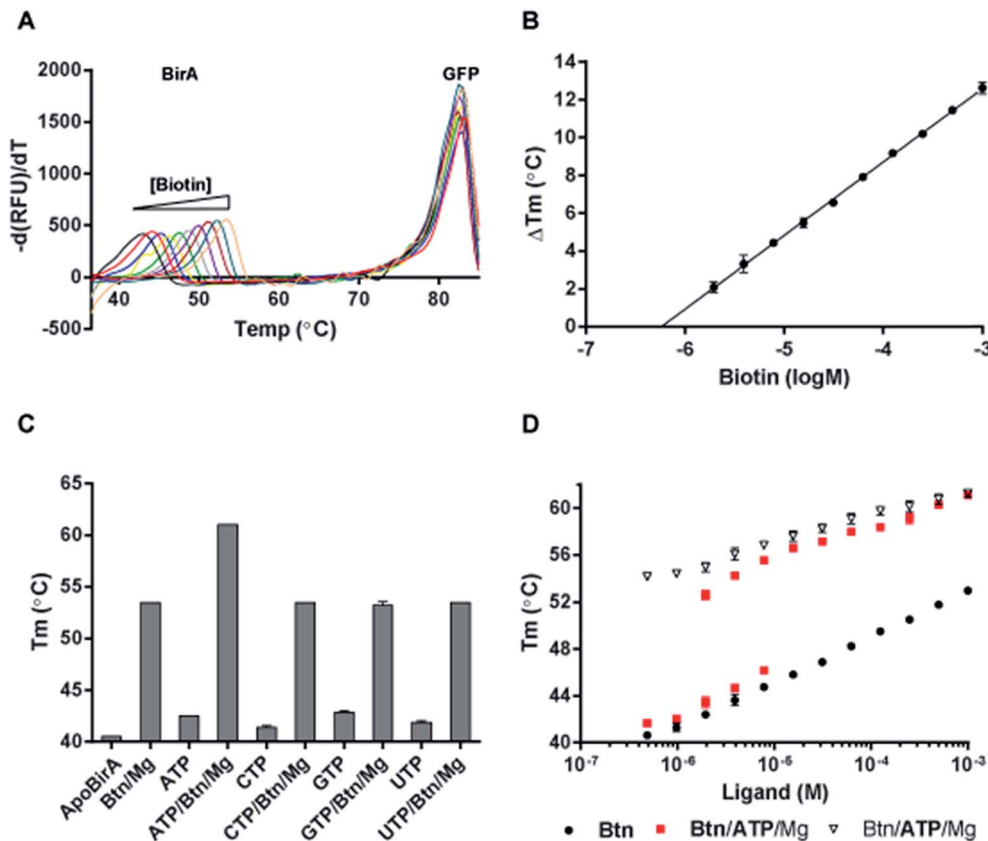 A
BirA
GFP
[Biotin]
2000
1500
1000
500
0
-500
-d(RFU)/dT
40
50
60
70
80
Temp (°C)
B
14
12
10
8
6
4
2
0
ΔTm (°C)
-7
-6
-5
-4
-3
Biotin (logM)
C
65
60
55
50
45
40
Tm (°C)
ApoBirA
Btn/Mg
ATP
ATP/Btn/Mg
CTP
CTP/Btn/Mg
GTP
GTP/Btn/Mg
UTP
UTP/Btn/Mg
D
60
56
52
48
44
40
Tm (°C)
10⁻⁷
10⁻⁶
10⁻⁵
10⁻⁴
10⁻³
Ligand (M)
Btn
Btn/ATP/Mg
Btn/ATP/Mg